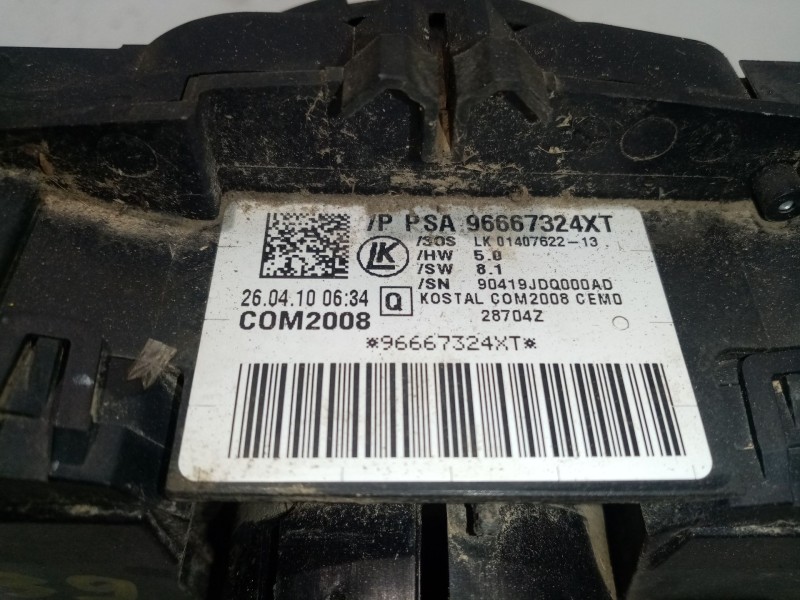 /P PSA 96667324XT
LK
/SOS LK 01407622-13
/HW 5.0
/SW 8.1
/SN 90419JDQ000AD
26.04.10 06:34 Q KOSTAL COM2008 CEMO
COM2008 28704Z
*96667324XT*